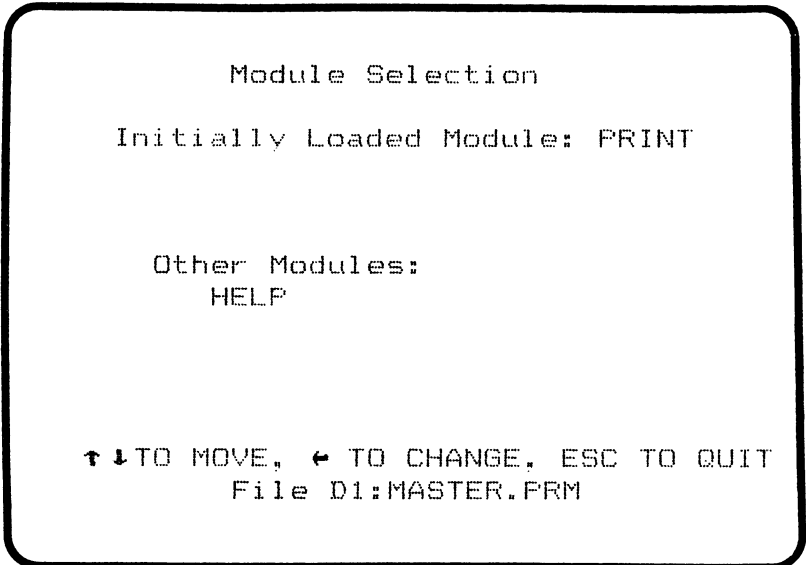 Module Selection
Initially Loaded Module: PRINT
Other Modules:
HELP
↑↓TO MOVE, ← TO CHANGE, ESC TO QUIT
File D1:MASTER.PRM